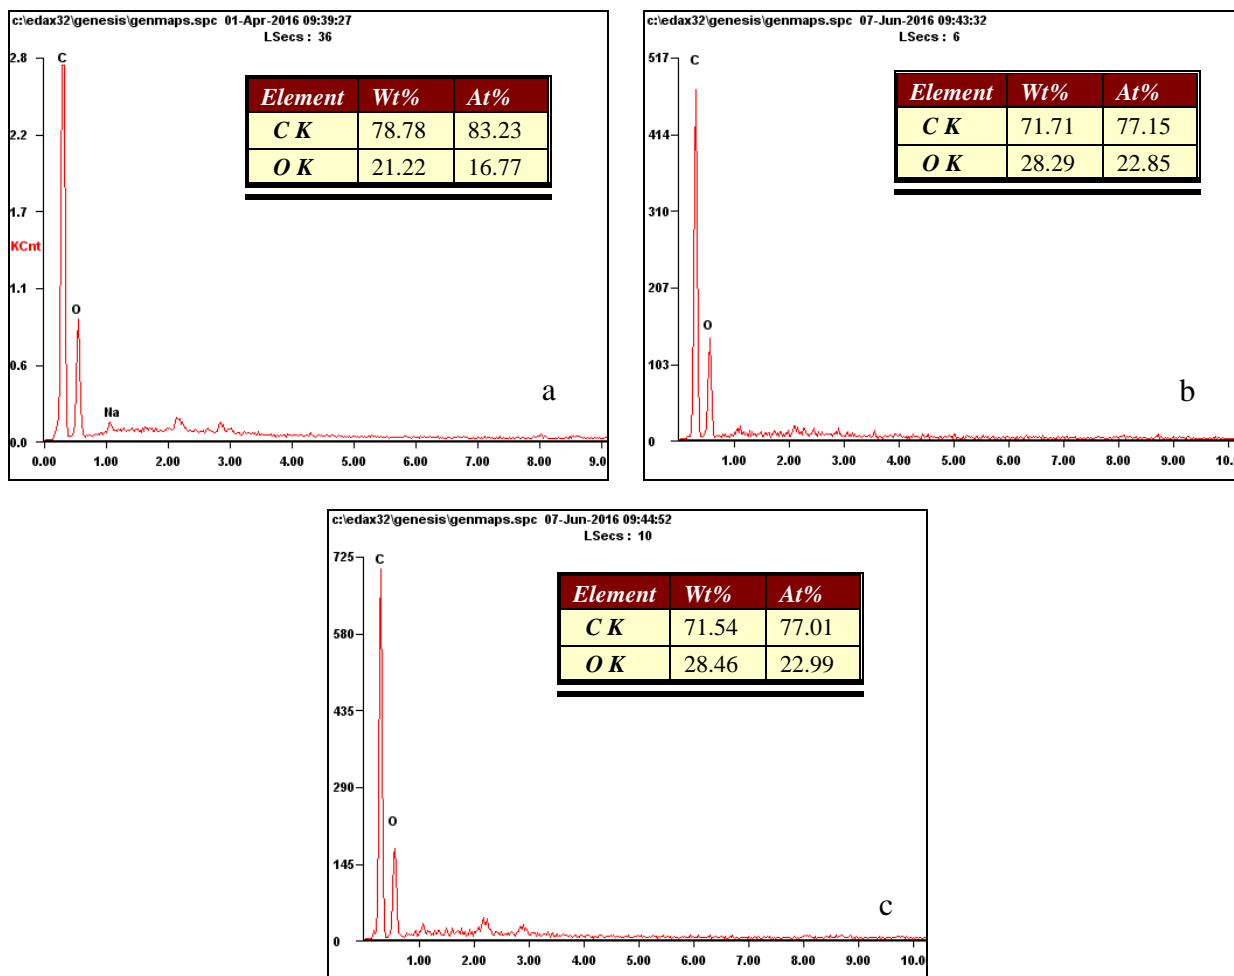 c:\edax32\genesis\genmaps.spc 01-Apr-2016 09:39:27
LSecs : 36
2.8
2.2
1.7
KCnt
1.1
0.6
0.0
C
O
Na
Element Wt% At%
C K 78.78 83.23
O K 21.22 16.77
a
0.00 1.00 2.00 3.00 4.00 5.00 6.00 7.00 8.00 9.0
c:\edax32\genesis\genmaps.spc 07-Jun-2016 09:43:32
LSecs : 6
517
414
310
207
103
0
C
O
Element Wt% At%
C K 71.71 77.15
O K 28.29 22.85
b
1.00 2.00 3.00 4.00 5.00 6.00 7.00 8.00 9.00 10.0
c:\edax32\genesis\genmaps.spc 07-Jun-2016 09:44:52
LSecs : 10
725
580
435
290
145
0
C
O
Element Wt% At%
C K 71.54 77.01
O K 28.46 22.99
c
1.00 2.00 3.00 4.00 5.00 6.00 7.00 8.00 9.00 10.0